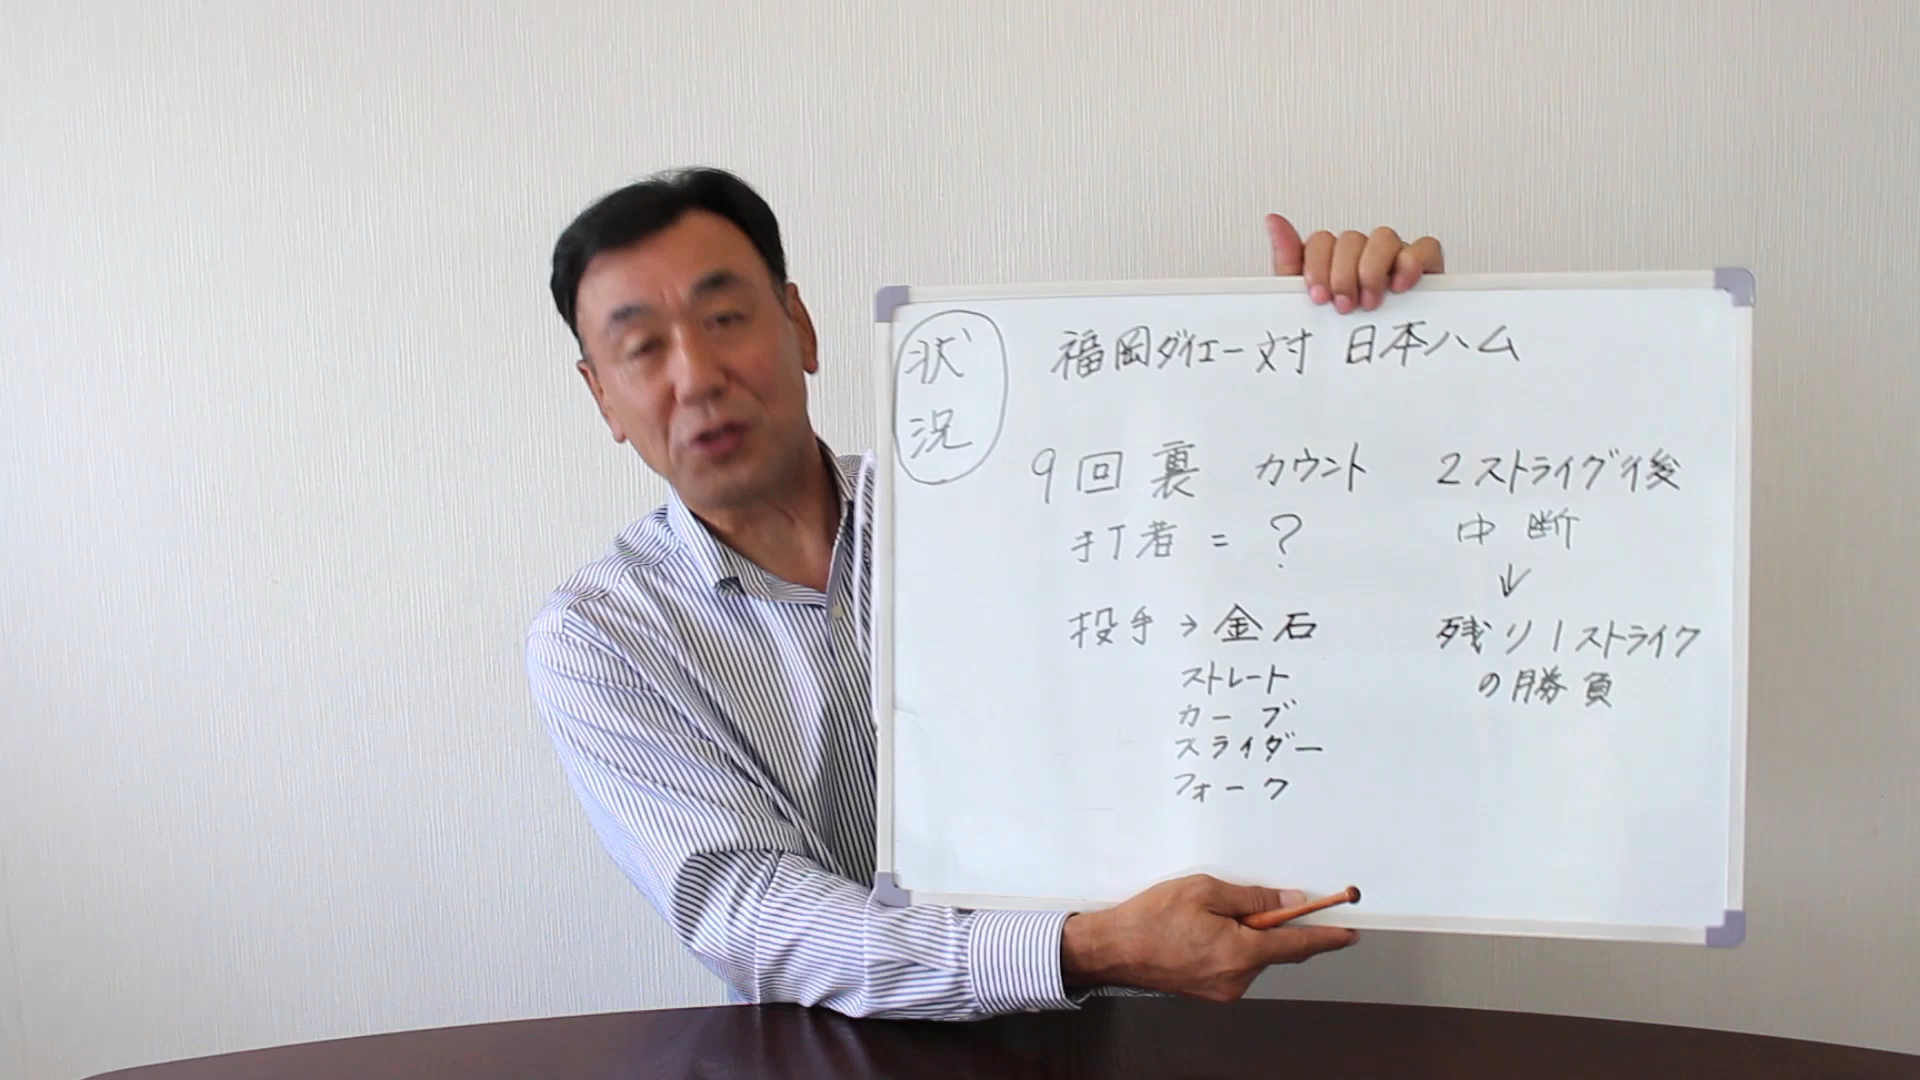 状況
福岡ダイエー対 日本ハム
9回裏 カウント 2ストライク後
打者 = ? 中断
↓
投手→金石 残り1ストライク
ストレート の勝負
カーブ
スライダー
フォーク